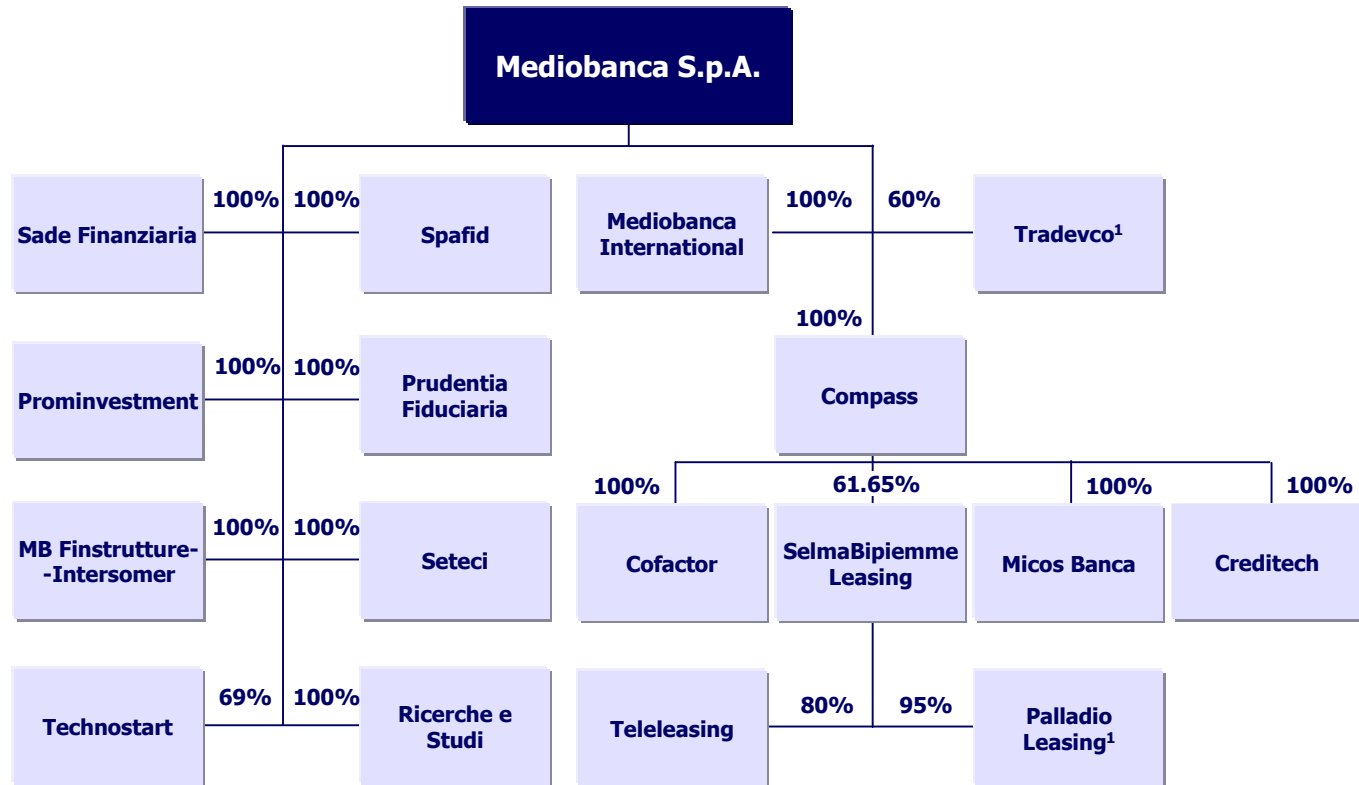 Mediobanca S.p.A.
100% 100%
Sade Finanziaria
Spafid
100% 60%
Mediobanca
International
Tradevco1
100% 100%
Prominvestment
Prudentia
Fiduciaria
100%
Compass
100% 100%
MB Finstrutture-
-Intersomer
Seteci
100% 61.65% 100% 100%
Cofactor
SelmaBipiemme
Leasing
Micos Banca
Creditech
69% 100%
Technostart
Ricerche e
Studi
80% 95%
Teleleasing
Palladio
Leasing1